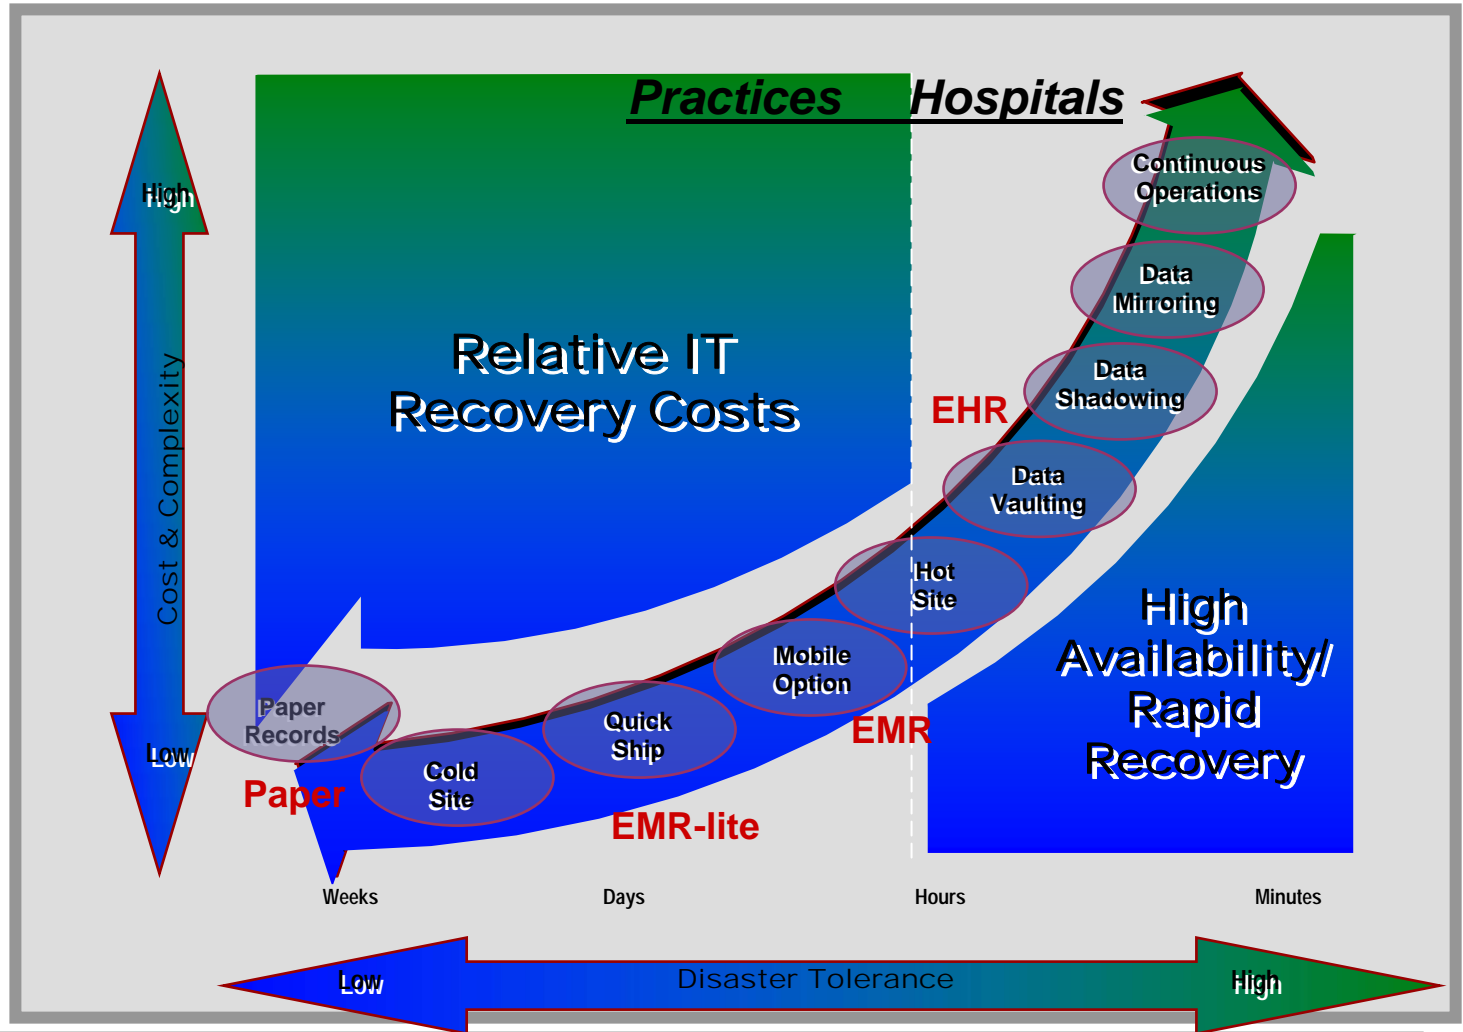 Practices Hospitals
High
Continuous
Operations
Data
Mirroring
Relative IT
Recovery Costs
Data
Shadowing
EHR
Cost & Complexity
Data
Vaulting
Hot
Site
High
Availability/
Rapid
Recovery
Mobile
Option
EMR
Paper
Records
Quick
Ship
Low
Cold
Site
Paper
EMR-lite
Weeks
Days
Hours
Minutes
Low
Disaster Tolerance
High